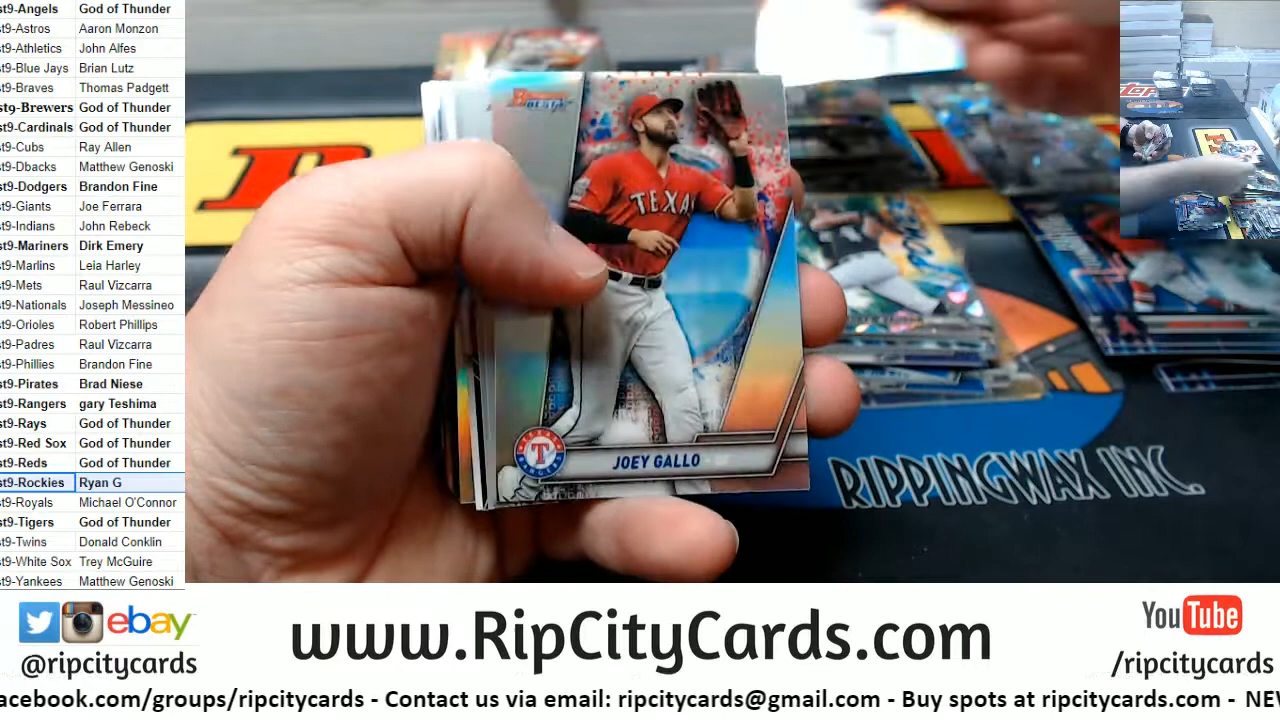 st9-Angels God of Thunder
st9-Astros Aaron Monzon
st9-Athletics John Alfes
st9-Blue Jays Brian Lutz
st9-Braves Thomas Padgett
st9-Brewers God of Thunder
st9-Cardinals God of Thunder
st9-Cubs Ray Allen
st9-Dbacks Matthew Genoski
st9-Dodgers Brandon Fine
st9-Giants Joe Ferrara
st9-Indians John Rebeck
st9-Mariners Dirk Emery
st9-Marlins Leia Harley
st9-Mets Raul Vizcarra
st9-Nationals Joseph Messineo
st9-Orioles Robert Phillips
st9-Padres Raul Vizcarra
st9-Phillies Brandon Fine
st9-Pirates Brad Niese
st9-Rangers gary Teshima
st9-Rays God of Thunder
st9-Red Sox God of Thunder
st9-Reds God of Thunder
st9-Rockies Ryan G
st9-Royals Michael O'Connor
st9-Tigers God of Thunder
st9-Twins Donald Conklin
st9-White Sox Trey McGuire
st9-Yankees Matthew Genoski
TEXAS
T
JOEY GALLO
RIPPINGWAX INC.
ebay
@ripcitycards
www.RipCityCards.com
YouTube
/ripcitycards
acebook.com/groups/ripcitycards - Contact us via email: ripcitycards@gmail.com - Buy spots at ripcitycards.com - NEW